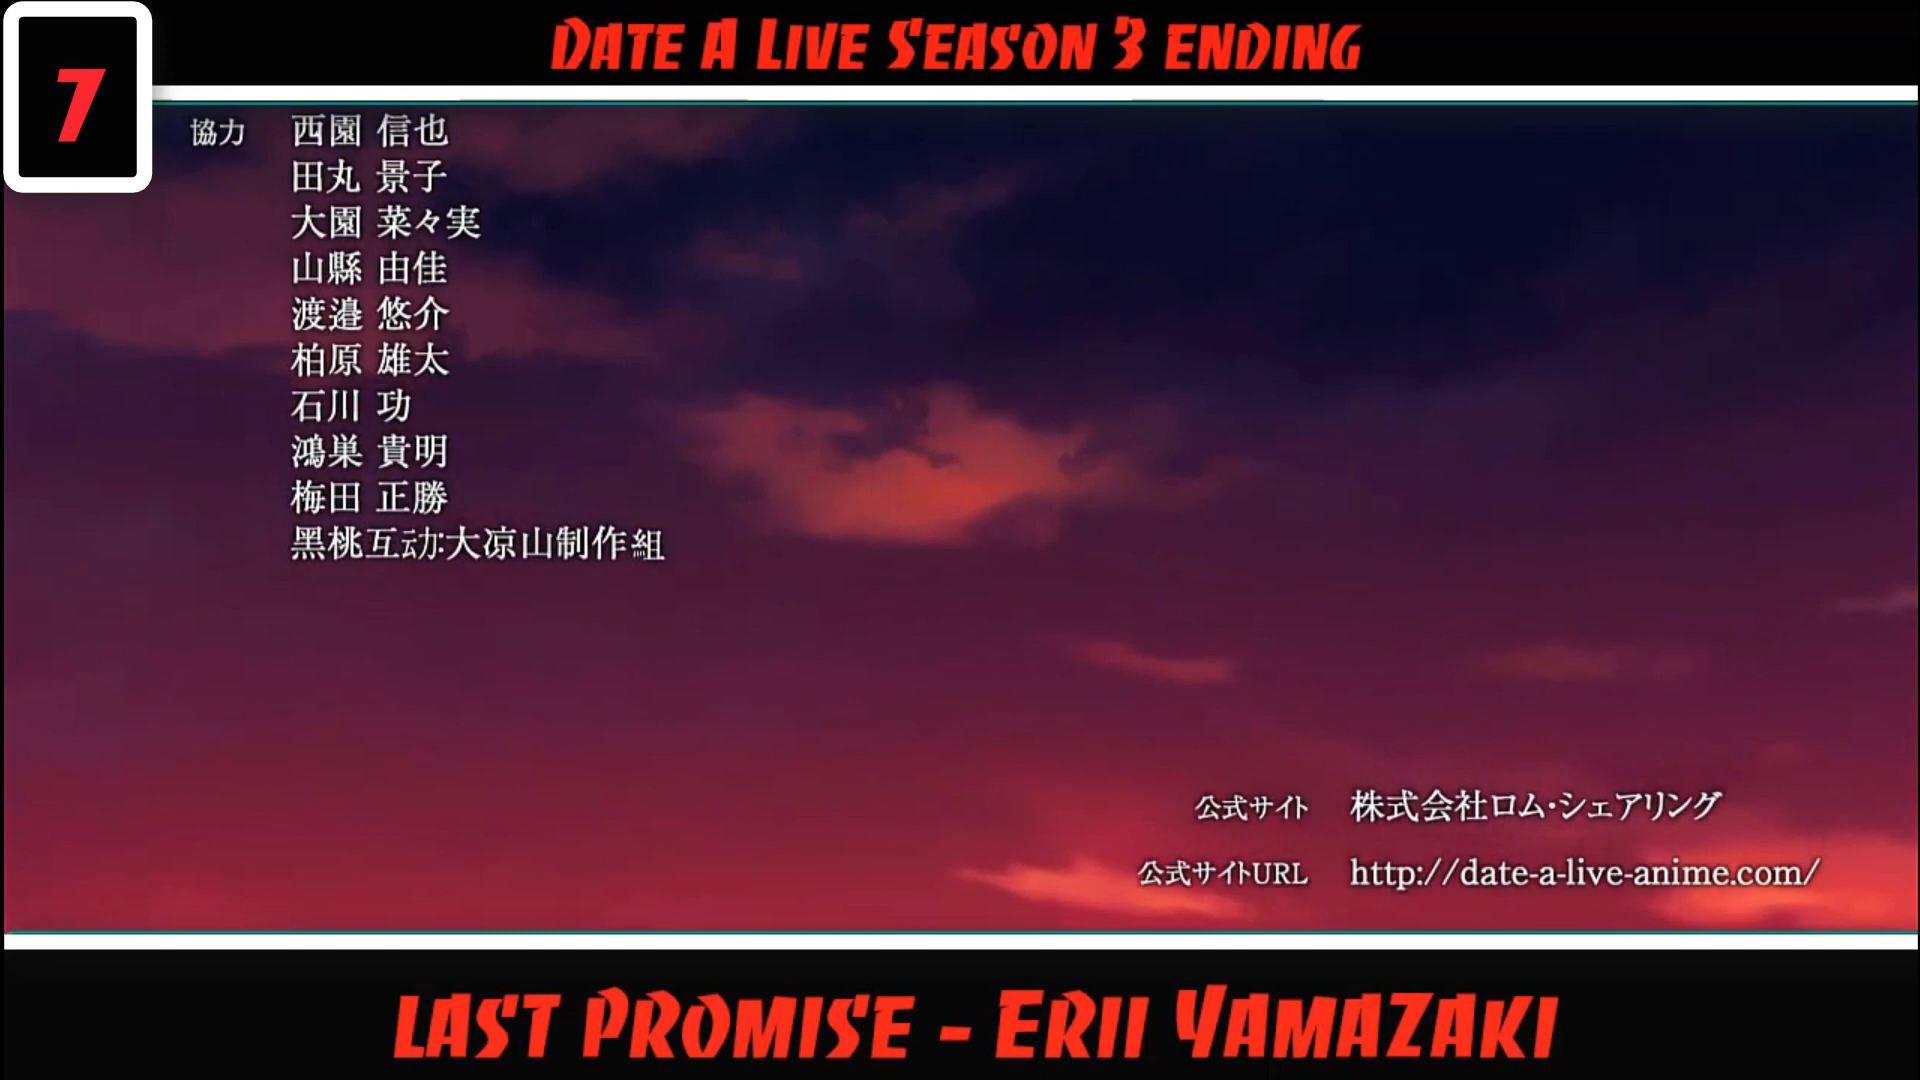 DATE A LIVE SEASON 3 ENDING
7
協力 西園 信也
田丸 景子
大園 菜々実
山縣 由佳
渡邉 悠介
柏原 雄太
石川 功
鴻巣 貴明
梅田 正勝
黑桃互动:大凉山制作組
公式サイト 株式会社ロム・シェアリング
公式サイトURL http://date-a-live-anime.com/
LAST PROMISE - ERII YAMAZAKI